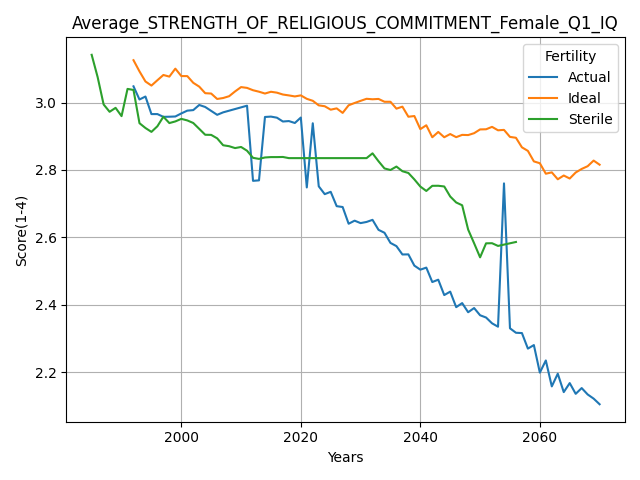 Average_STRENGTH_OF_RELIGIOUS_COMMITMENT_Female_Q1_IQ
Fertility
Actual
Ideal
Sterile
3.0
2.8
2.6
2.4
2.2
Score(1-4)
2000
2020
2040
2060
Years